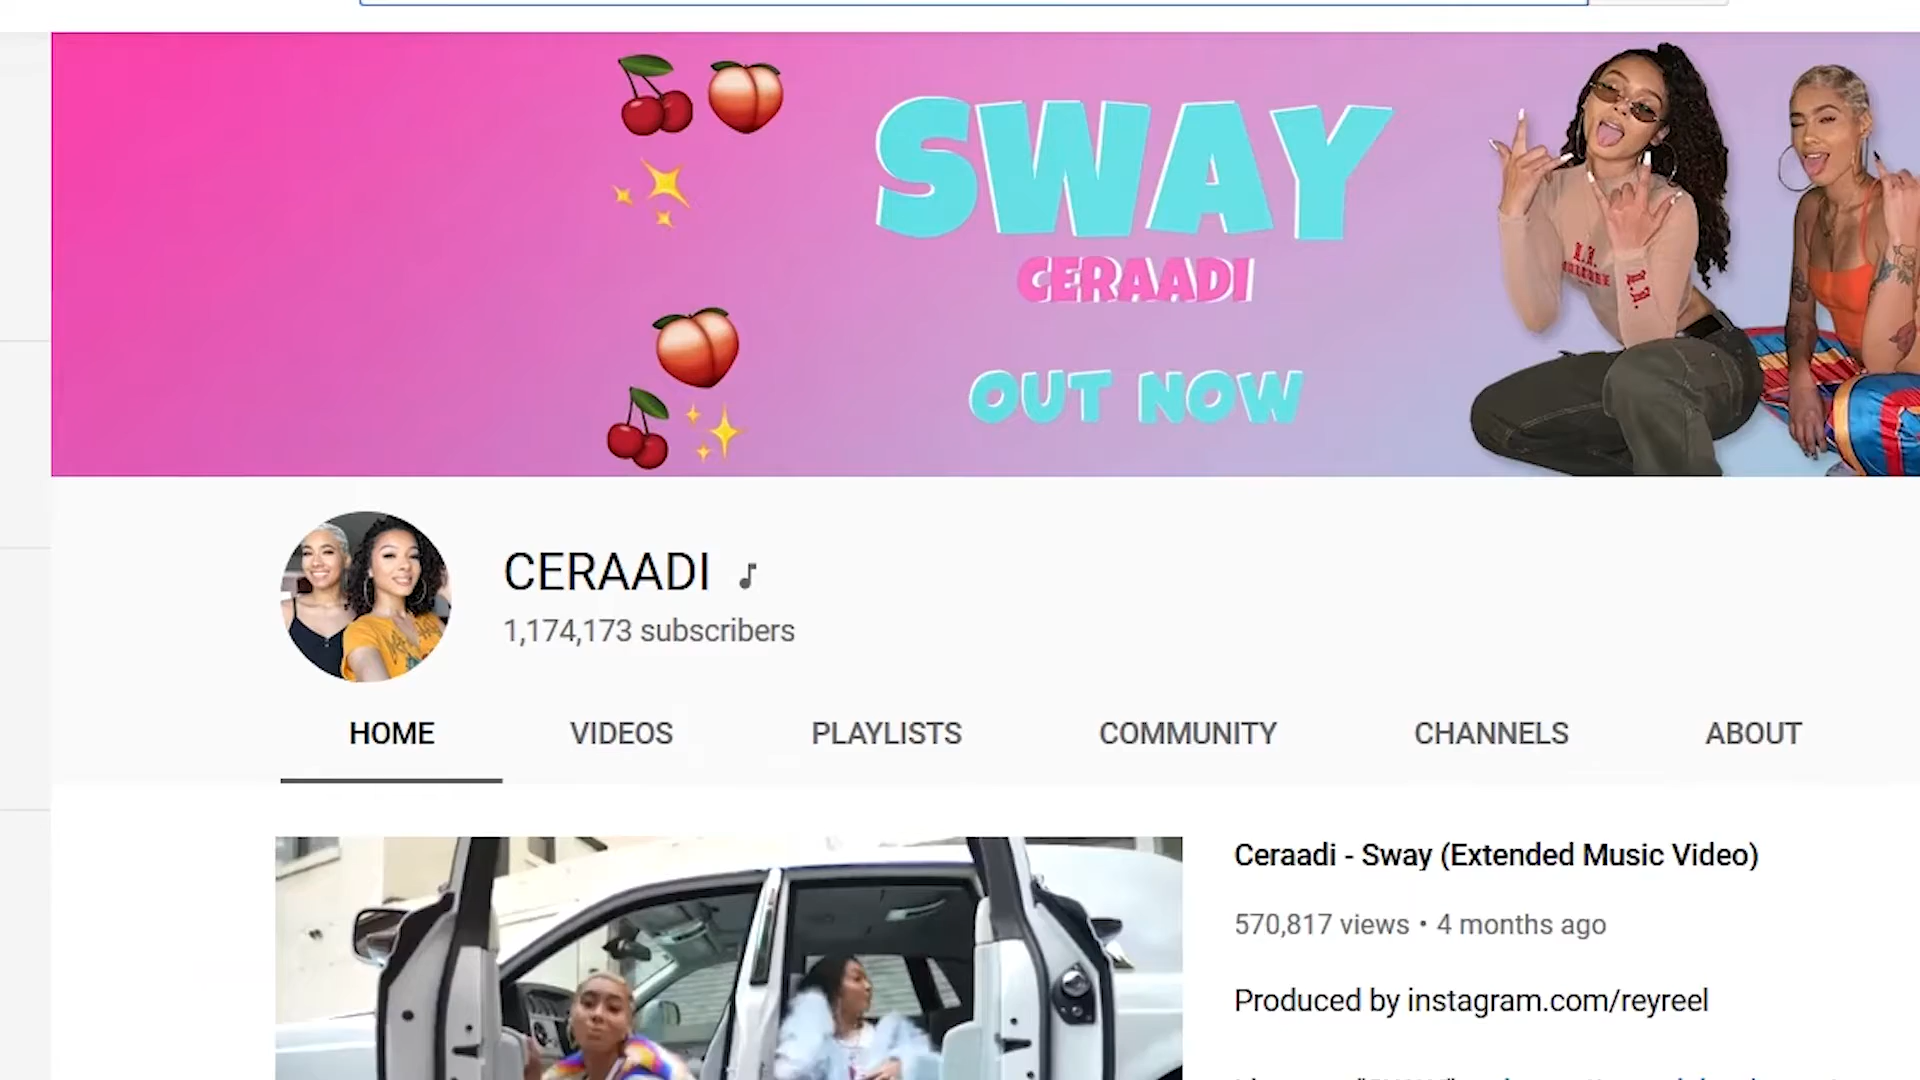 SWAY
CERAADI
OUT NOW
CERAADI
1,174,173 subscribers
HOME VIDEOS PLAYLISTS COMMUNITY CHANNELS ABOUT
Ceraadi - Sway (Extended Music Video)
570,817 views • 4 months ago
Produced by instagram.com/reyreel